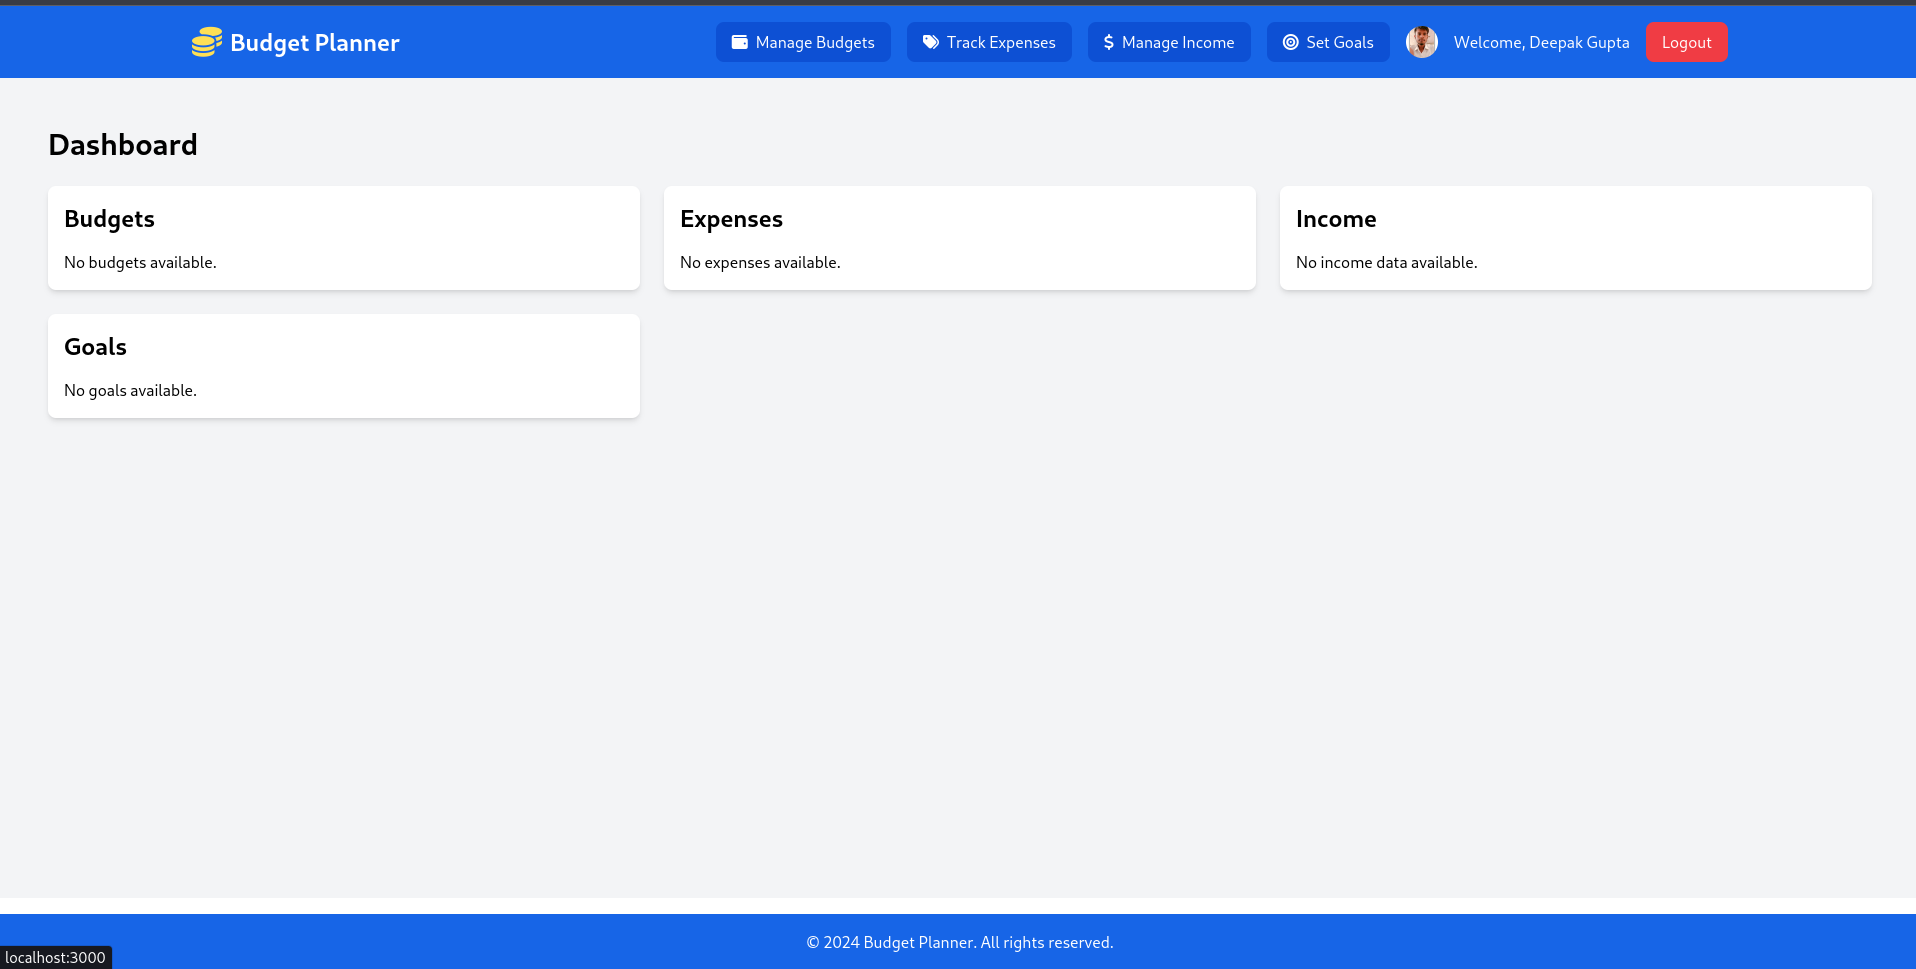 Budget Planner
Manage Budgets
Track Expenses
Manage Income
Set Goals
Welcome, Deepak Gupta
Logout
Dashboard
Budgets
No budgets available.
Expenses
No expenses available.
Income
No income data available.
Goals
No goals available.
© 2024 Budget Planner. All rights reserved.
localhost:3000